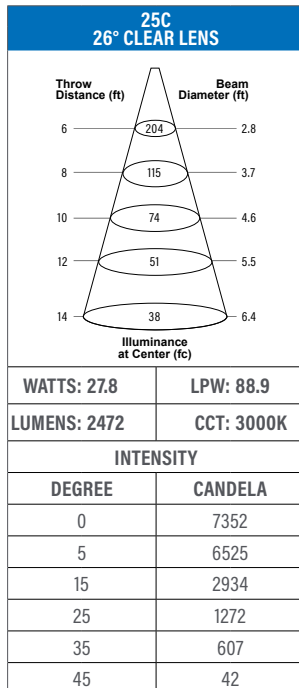 25C
26° CLEAR LENS
Throw Distance (ft) Beam Diameter (ft)
6 204 2.8
8 115 3.7
10 74 4.6
12 51 5.5
14 38 6.4
Illuminance
at Center (fc)
WATTS: 27.8 LPW: 88.9
LUMENS: 2472 CCT: 3000K
INTENSITY
DEGREE CANDELA
0 7352
5 6525
15 2934
25 1272
35 607
45 42